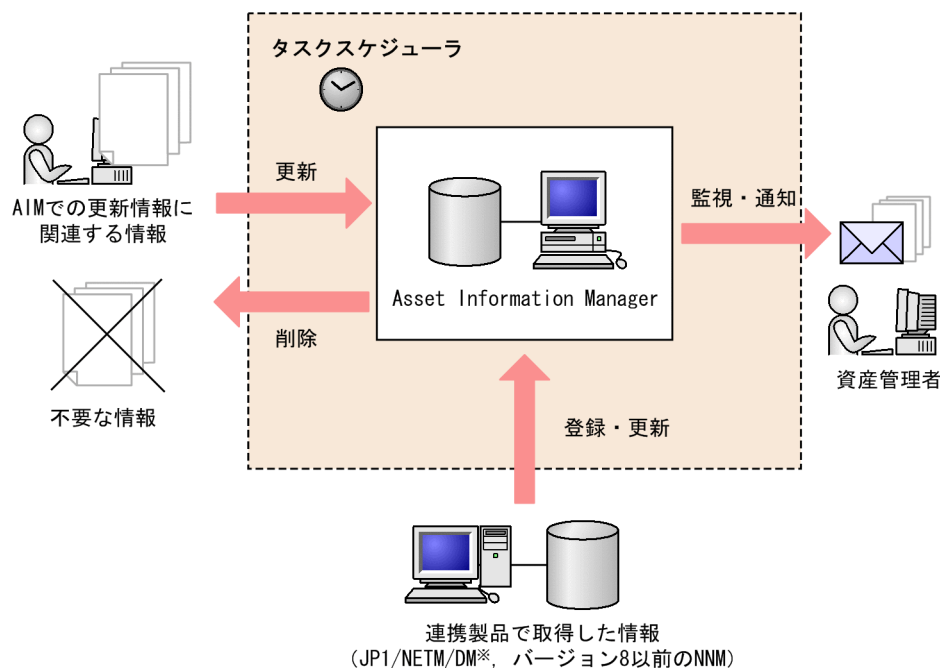 タスクスケジューラ
更新
AIMでの更新情報に
関連する情報
監視・通知
Asset Information Manager
削除
不要な情報
資産管理者
登録・更新
連携製品で取得した情報
(JP1/NETM/DM※, バージョン8以前のNNM)